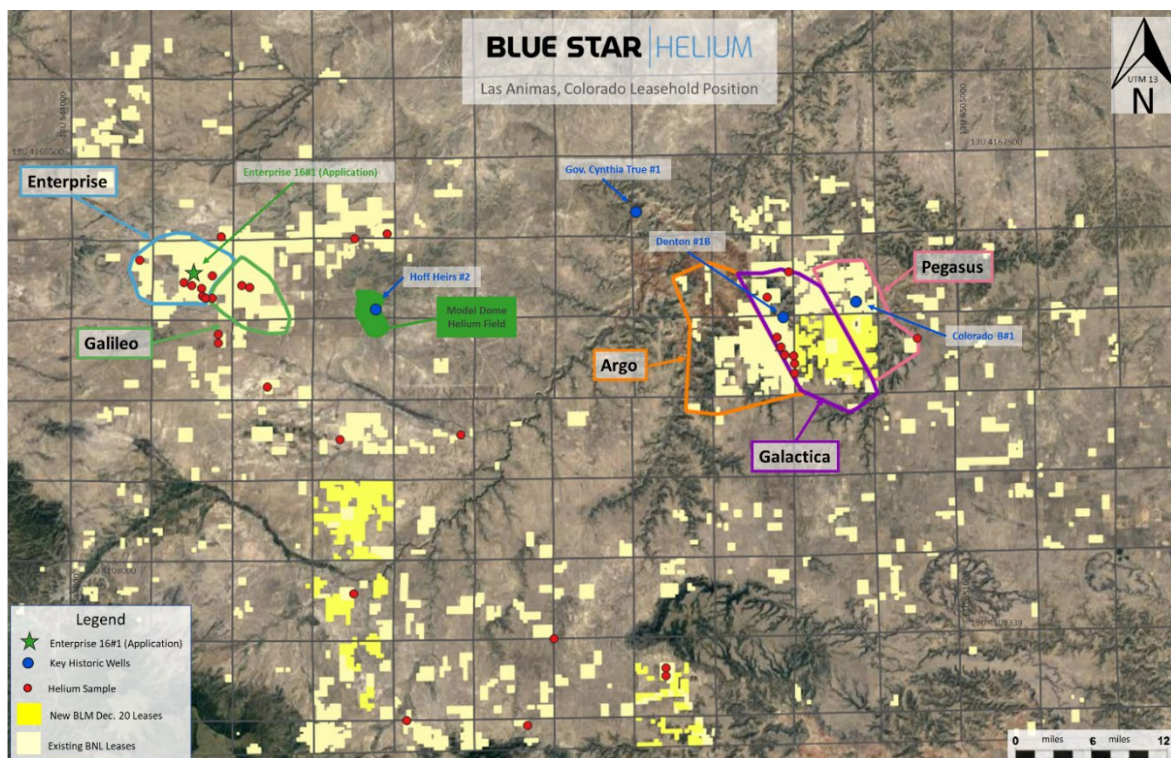 BLUE STAR HELIUM
Las Animas, Colorado Leasehold Position
UTM 13
N
13U 4167500
Enterprise
Enterprise 16#1 (Application)
Gov. Cynthia True #1
Denton #1B
Pegasus
Hoff Heirs #2
Model Dome
Helium Field
Colorado B#1
Galileo
Argo
Galactica
Legend
Enterprise 16#1 (Application)
Key Historic Wells
Helium Sample
New BLM Dec. 20 Leases
Existing BNL Leases
0 miles 6 miles 12